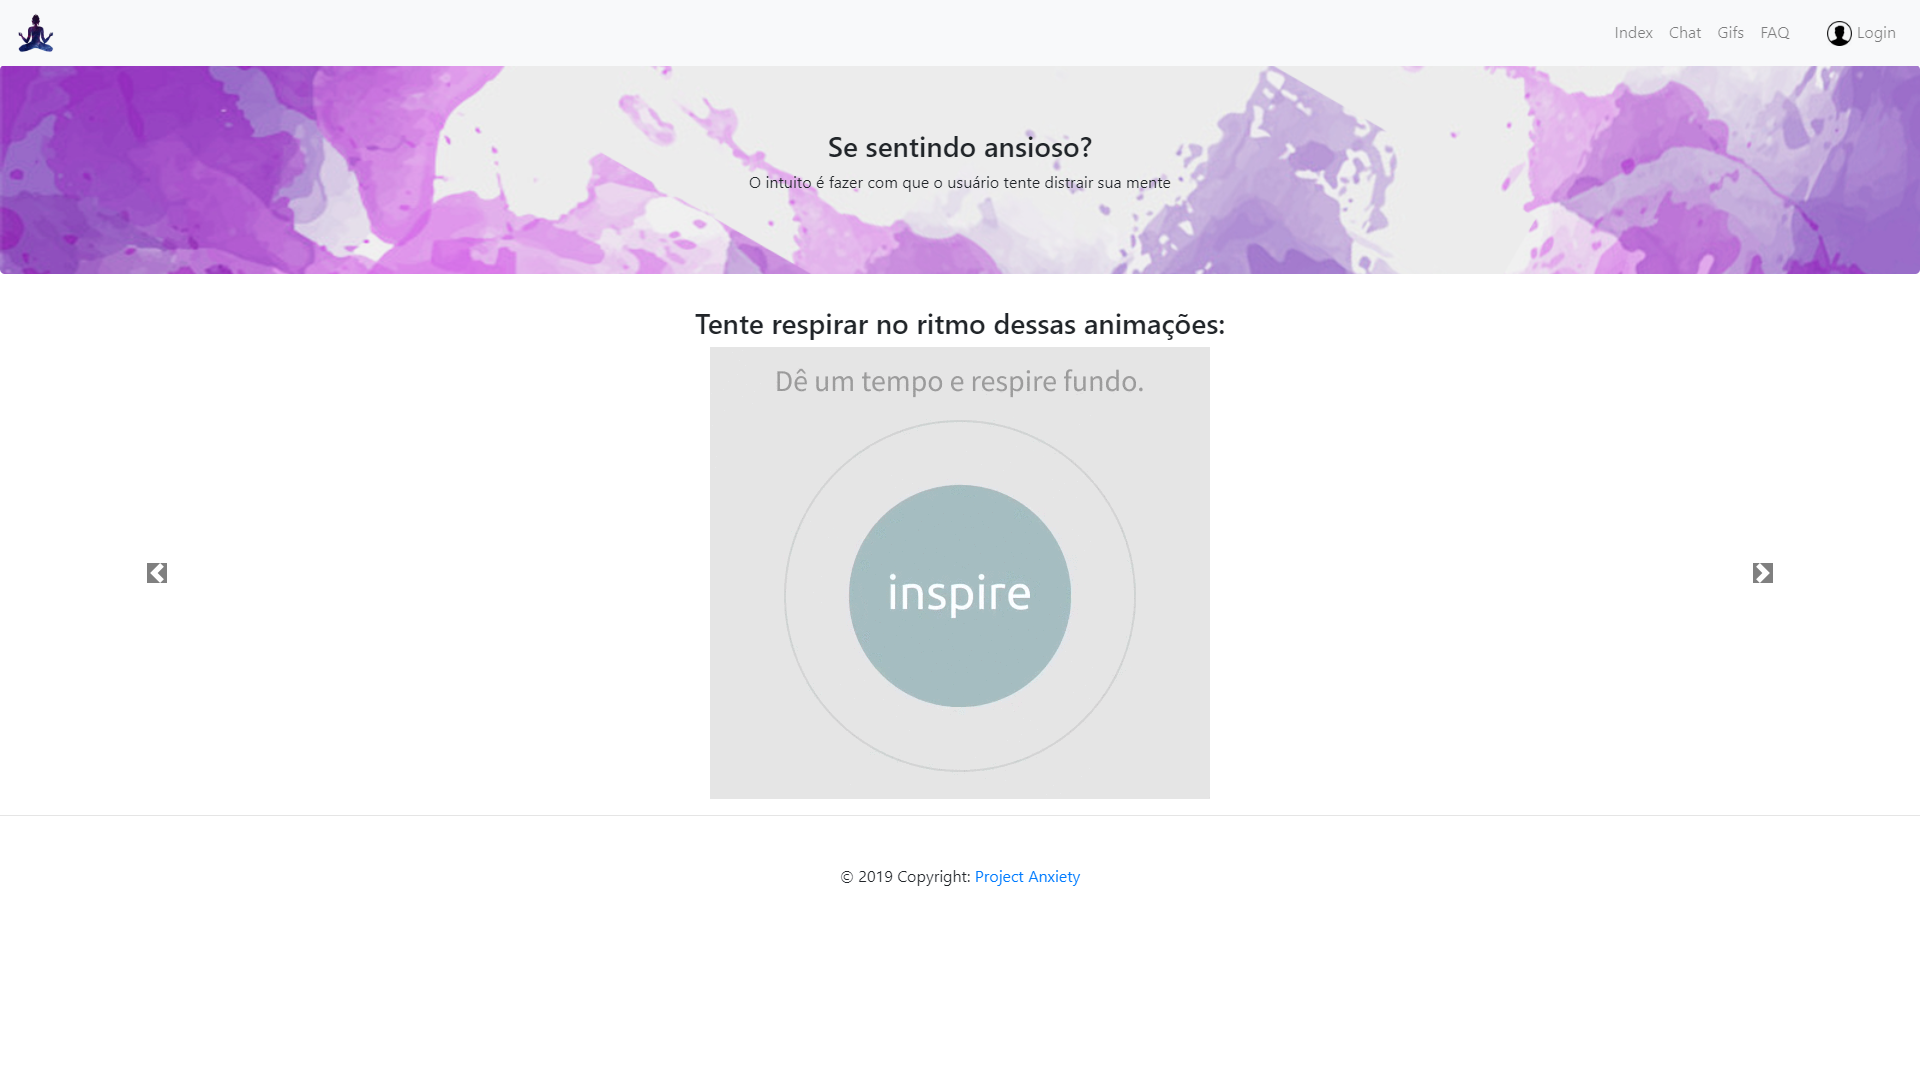 Index Chat Gifs FAQ Login
Se sentindo ansioso?
O intuito é fazer com que o usuário tente distrair sua mente
Tente respirar no ritmo dessas animações:
Dê um tempo e respire fundo.
inspire
© 2019 Copyright: Project Anxiety